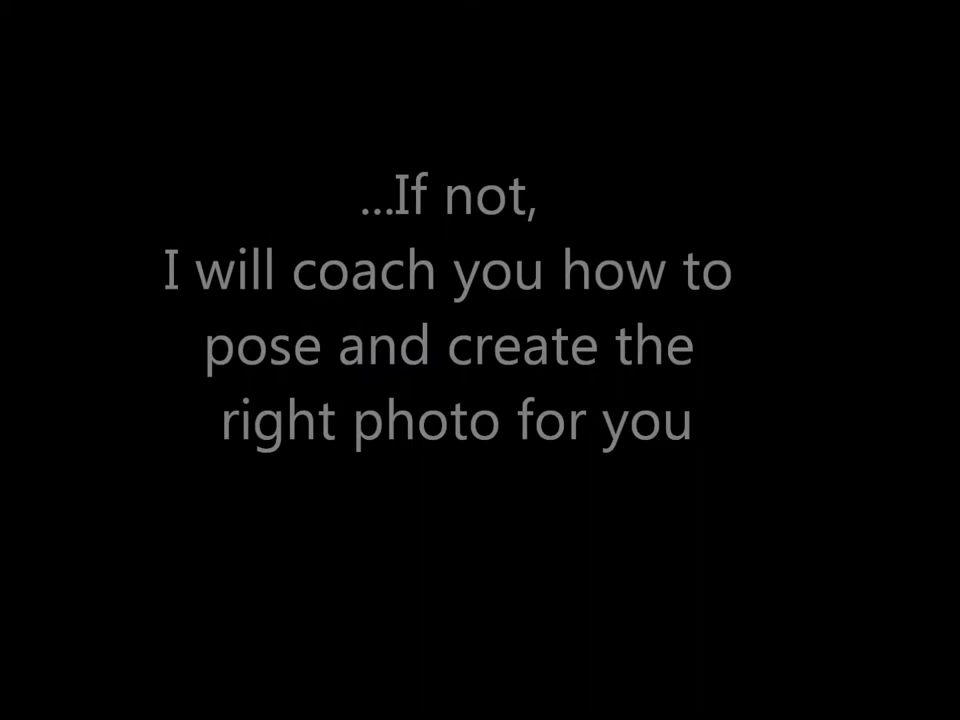 ...If not,
I will coach you how to
pose and create the
right photo for you